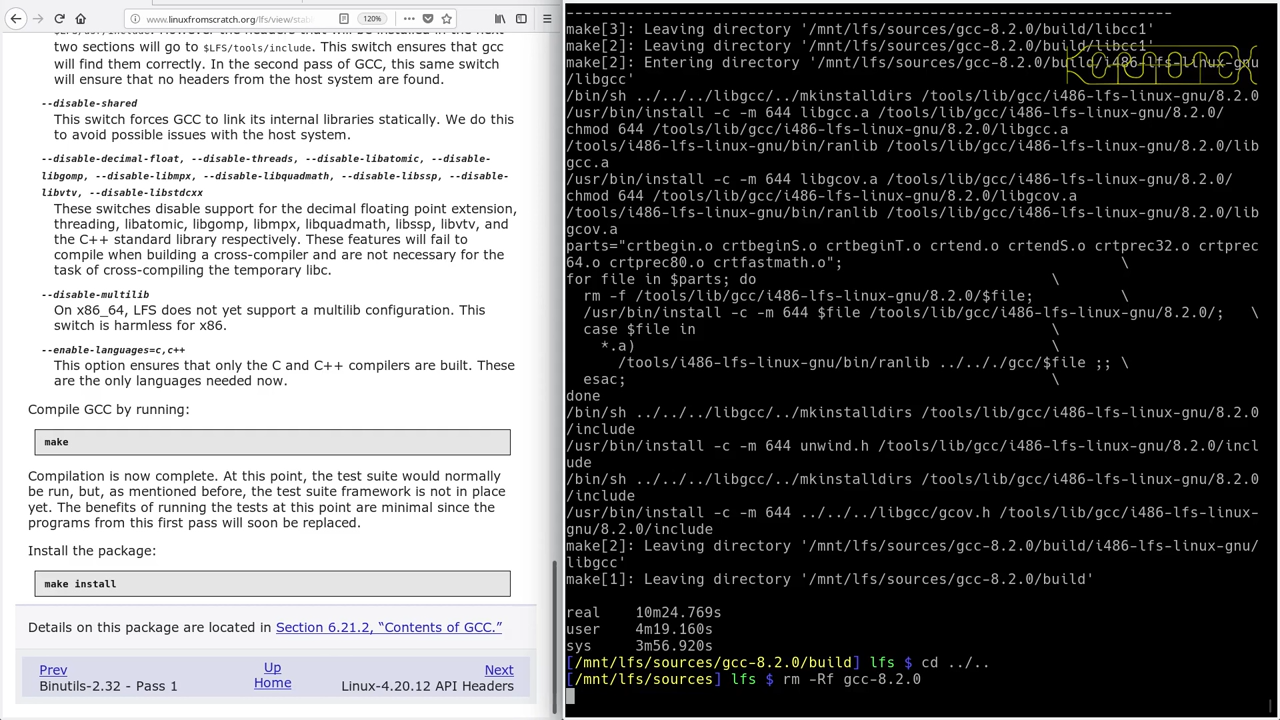 www.linuxfromscratch.org/lfs/view/stab
120%
two sections will go to $LFS/tools/include. This switch ensures that gcc
will find them correctly. In the second pass of GCC, this same switch
will ensure that no headers from the host system are found.
--disable-shared
This switch forces GCC to link its internal libraries statically. We do this
to avoid possible issues with the host system.
--disable-decimal-float, --disable-threads, --disable-libatomic, --disable-
libgomp, --disable-libmpx, --disable-libquadmath, --disable-libssp, --disable-
libvtv, --disable-libstdcxx
These switches disable support for the decimal floating point extension,
threading, libatomic, libgomp, libmpx, libquadmath, libssp, libvtv, and
the C++ standard library respectively. These features will fail to
compile when building a cross-compiler and are not necessary for the
task of cross-compiling the temporary libc.
--disable-multilib
On x86_64, LFS does not yet support a multilib configuration. This
switch is harmless for x86.
--enable-languages=c,c++
This option ensures that only the C and C++ compilers are built. These
are the only languages needed now.
Compile GCC by running:
make
Compilation is now complete. At this point, the test suite would normally
be run, but, as mentioned before, the test suite framework is not in place
yet. The benefits of running the tests at this point are minimal since the
programs from this first pass will soon be replaced.
Install the package:
make install
Details on this package are located in Section 6.21.2, “Contents of GCC.”
Prev Up Next
Binutils-2.32 - Pass 1 Home Linux-4.20.12 API Headers
----------------------------------------------------------------------
make[3]: Leaving directory '/mnt/lfs/sources/gcc-8.2.0/build/libcc1'
make[2]: Leaving directory '/mnt/lfs/sources/gcc-8.2.0/build/libcc1'
make[2]: Entering directory '/mnt/lfs/sources/gcc-8.2.0/build/i486-lfs-linux-gnu
/libgcc'
/bin/sh ../../../libgcc/../mkinstalldirs /tools/lib/gcc/i486-lfs-linux-gnu/8.2.0
/usr/bin/install -c -m 644 libgcc.a /tools/lib/gcc/i486-lfs-linux-gnu/8.2.0/
chmod 644 /tools/lib/gcc/i486-lfs-linux-gnu/8.2.0/libgcc.a
/tools/i486-lfs-linux-gnu/bin/ranlib /tools/lib/gcc/i486-lfs-linux-gnu/8.2.0/lib
gcc.a
/usr/bin/install -c -m 644 libgcov.a /tools/lib/gcc/i486-lfs-linux-gnu/8.2.0/
chmod 644 /tools/lib/gcc/i486-lfs-linux-gnu/8.2.0/libgcov.a
/tools/i486-lfs-linux-gnu/bin/ranlib /tools/lib/gcc/i486-lfs-linux-gnu/8.2.0/lib
gcov.a
parts="crtbegin.o crtbeginS.o crtbeginT.o crtend.o crtendS.o crtprec32.o crtprec
64.o crtprec80.o crtfastmath.o"; \
for file in $parts; do \
rm -f /tools/lib/gcc/i486-lfs-linux-gnu/8.2.0/$file; \
/usr/bin/install -c -m 644 $file /tools/lib/gcc/i486-lfs-linux-gnu/8.2.0/; \
case $file in \
*.a) \
/tools/i486-lfs-linux-gnu/bin/ranlib ../.././gcc/$file ;; \
esac; \
done
/bin/sh ../../../libgcc/../mkinstalldirs /tools/lib/gcc/i486-lfs-linux-gnu/8.2.0
/include
/usr/bin/install -c -m 644 unwind.h /tools/lib/gcc/i486-lfs-linux-gnu/8.2.0/incl
ude
/bin/sh ../../../libgcc/../mkinstalldirs /tools/lib/gcc/i486-lfs-linux-gnu/8.2.0
/include
/usr/bin/install -c -m 644 ../../../libgcc/gcov.h /tools/lib/gcc/i486-lfs-linux-
gnu/8.2.0/include
make[2]: Leaving directory '/mnt/lfs/sources/gcc-8.2.0/build/i486-lfs-linux-gnu/
libgcc'
make[1]: Leaving directory '/mnt/lfs/sources/gcc-8.2.0/build'
real 10m24.769s
user 4m19.160s
sys 3m56.920s
[/mnt/lfs/sources/gcc-8.2.0/build] lfs $ cd ../..
[/mnt/lfs/sources] lfs $ rm -Rf gcc-8.2.0